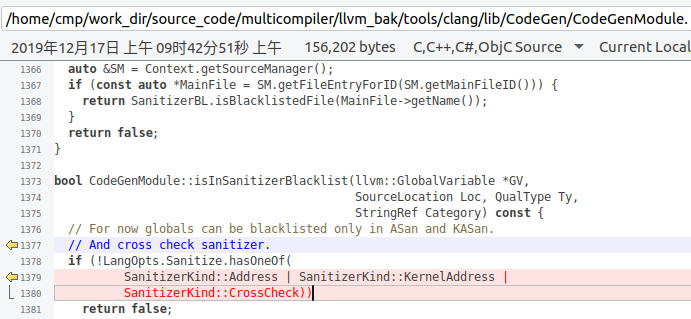 /home/cmp/work_dir/source_code/multicompiler/llvm_bak/tools/clang/lib/CodeGen/CodeGenModule.
2019年12月17日 上午 09时42分51秒 上午 156,202 bytes C,C++,C#,ObjC Source Current Local
1366 auto &SM = Context.getSourceManager();
1367 if (const auto *MainFile = SM.getFileEntryForID(SM.getMainFileID())) {
1368 return SanitizerBL.isBlacklistedFile(MainFile->getName());
1369 }
1370 return false;
1371 }
1372
1373 bool CodeGenModule::isInSanitizerBlacklist(llvm::GlobalVariable *GV,
1374 SourceLocation Loc, QualType Ty,
1375 StringRef Category) const {
1376 // For now globals can be blacklisted only in ASan and KASan.
1377 // And cross check sanitizer.
1378 if (!LangOpts.Sanitize.hasOneOf(
1379 SanitizerKind::Address | SanitizerKind::KernelAddress |
1380 SanitizerKind::CrossCheck))
1381 return false;